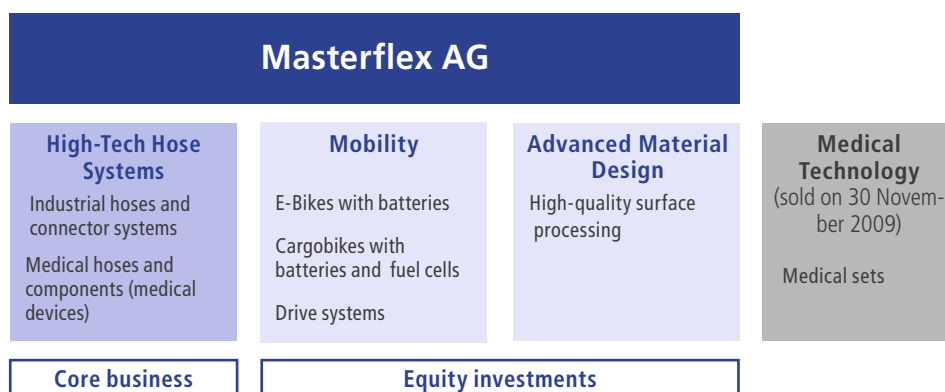 Masterflex AG
High-Tech Hose
Systems
Industrial hoses and
connector systems
Medical hoses and
components (medical
devices)
Mobility
E-Bikes with batteries
Cargobikes with
batteries and fuel cells
Drive systems
Advanced Material
Design
High-quality surface
processing
Medical
Technology
(sold on 30 Novem-
ber 2009)
Medical sets
Core business
Equity investments